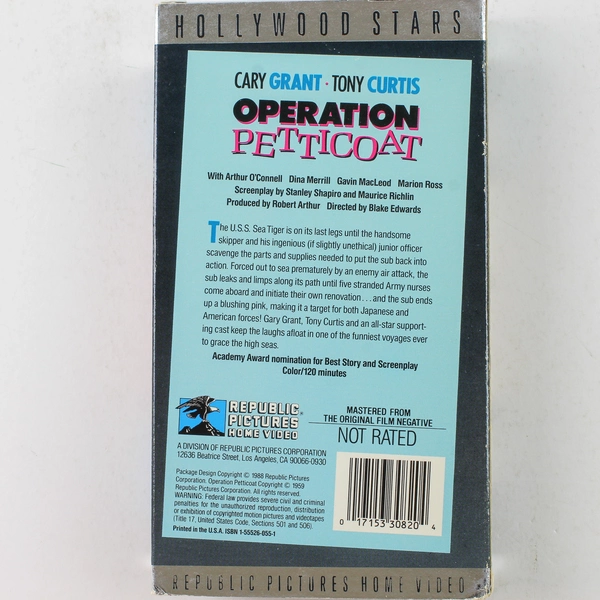 HOLLYWOOD STARS
CARY GRANT · TONY CURTIS
OPERATION
PETTICOAT
With Arthur O'Connell Dina Merrill Gavin MacLeod Marion Ross
Screenplay by Stanley Shapiro and Maurice Richlin
Produced by Robert Arthur Directed by Blake Edwards
The U.S.S. Sea Tiger is on its last legs until the handsome
skipper and his ingenious (if slightly unethical) junior officer
scavenge the parts and supplies needed to put the sub back into
action. Forced out to sea prematurely by an enemy air attack, the
sub leaks and limps along its path until five stranded Army nurses
come aboard and initiate their own renovation...and the sub ends
up a blushing pink, making it a target for both Japanese and
American forces! Gary Grant, Tony Curtis and an all-star support-
ing cast keep the laughs afloat in one of the funniest voyages ever
to grace the high seas.
Academy Award nomination for Best Story and Screenplay
Color/120 minutes
REPUBLIC
PICTURES
HOME VIDEO
®
A DIVISION OF REPUBLIC PICTURES CORPORATION
12636 Beatrice Street, Los Angeles, CA 90066-0930
MASTERED FROM
THE ORIGINAL FILM NEGATIVE
NOT RATED
Package Design Copyright © 1988 Republic Pictures
Corporation. Operation Petticoat Copyright © 1959
Republic Pictures Corporation. All rights reserved.
WARNING: Federal law provides severe civil and criminal
penalties for the unauthorized reproduction, distribution
or exhibition of copyrighted motion pictures and videotapes
(Title 17, United States Code, Sections 501 and 506).
Printed in the U.S.A. ISBN 1-55526-055-1
0 17153 30820 4
REPUBLIC PICTURES HOME VIDEO